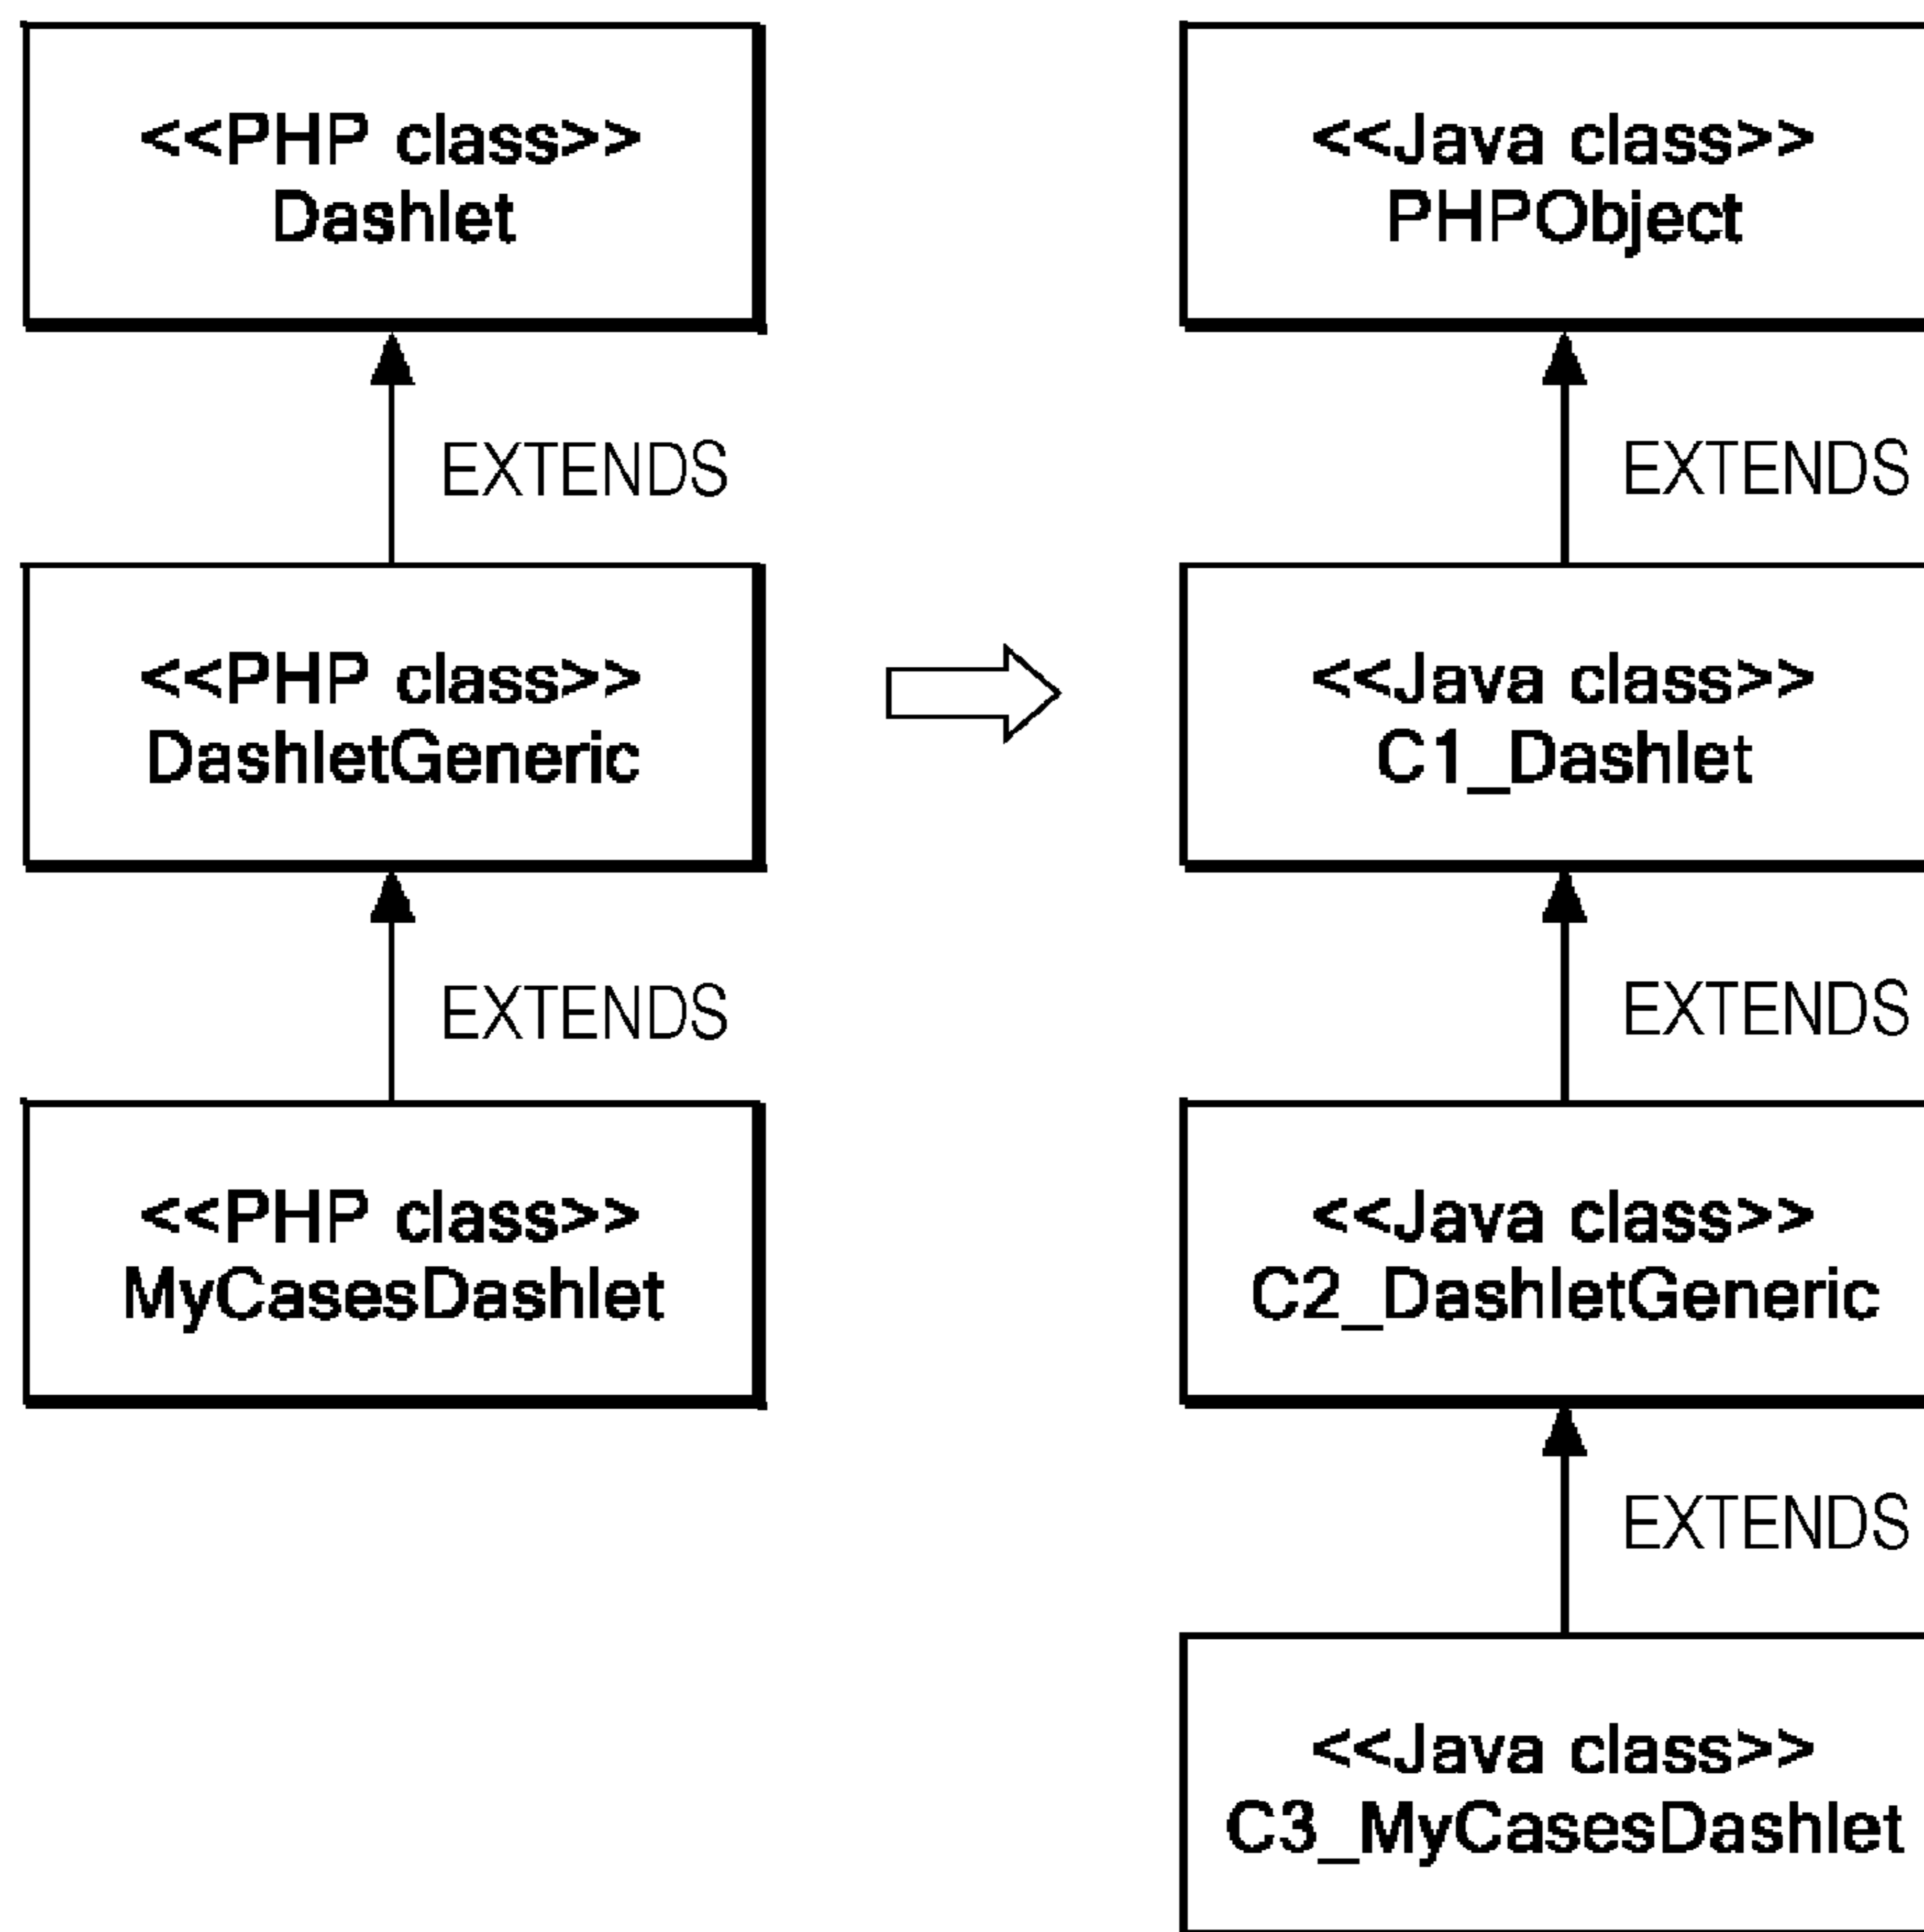 <<PHP class>>
Dashlet
EXTENDS
<<PHP class>>
DashletGeneric
EXTENDS
<<PHP class>>
MyCasesDashlet
<<Java class>>
PHPObject
EXTENDS
<<Java class>>
C1_Dashlet
EXTENDS
<<Java class>>
C2_DashletGeneric
EXTENDS
<<Java class>>
C3_MyCasesDashlet